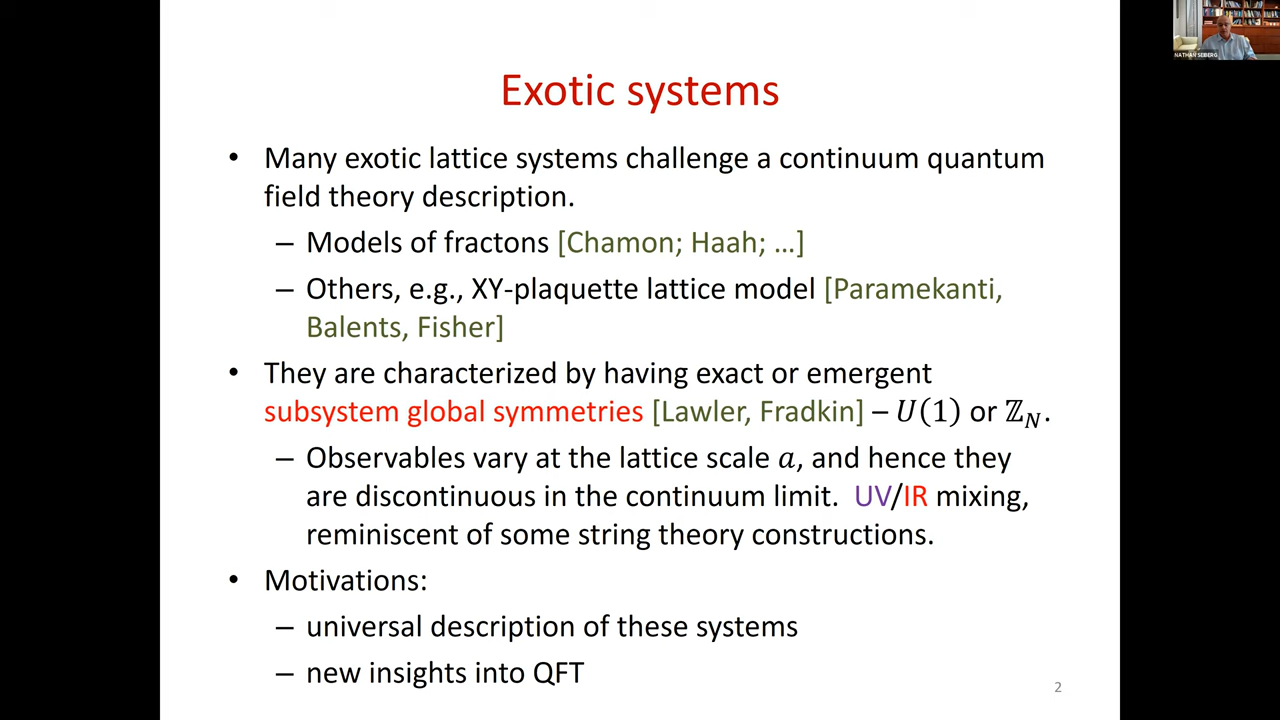 NATHAN SEIBERG
Exotic systems
• Many exotic lattice systems challenge a continuum quantum
field theory description.
– Models of fractons [Chamon; Haah; …]
– Others, e.g., XY-plaquette lattice model [Paramekanti,
Balents, Fisher]
• They are characterized by having exact or emergent
subsystem global symmetries [Lawler, Fradkin] – U(1) or ℤ_N.
– Observables vary at the lattice scale a, and hence they
are discontinuous in the continuum limit. UV/IR mixing,
reminiscent of some string theory constructions.
• Motivations:
– universal description of these systems
– new insights into QFT
2